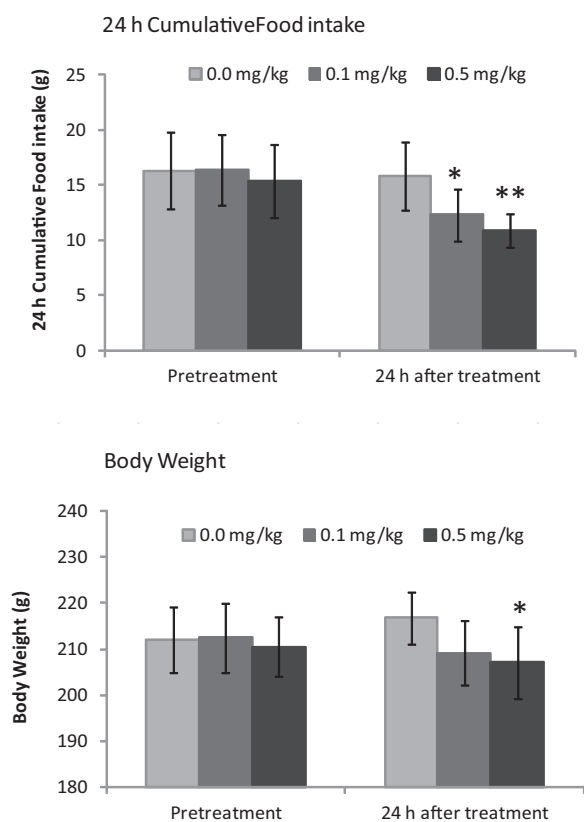 24 h CumulativeFood intake
24 h Cumulative Food intake (g)
0.0 mg/kg 0.1 mg/kg 0.5 mg/kg
25
20
15
10
5
0
* **
Pretreatment 24 h after treatment
Body Weight
Body Weight (g)
0.0 mg/kg 0.1 mg/kg 0.5 mg/kg
240
230
220
210
200
190
180
*
Pretreatment 24 h after treatment